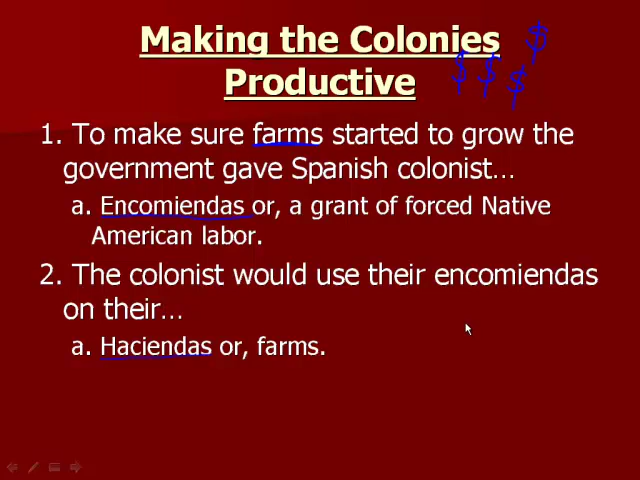 Making the Colonies $
Productive $ $ $
1. To make sure farms started to grow the
government gave Spanish colonist…
a. Encomiendas or, a grant of forced Native
American labor.
2. The colonist would use their encomiendas
on their…
a. Haciendas or, farms.